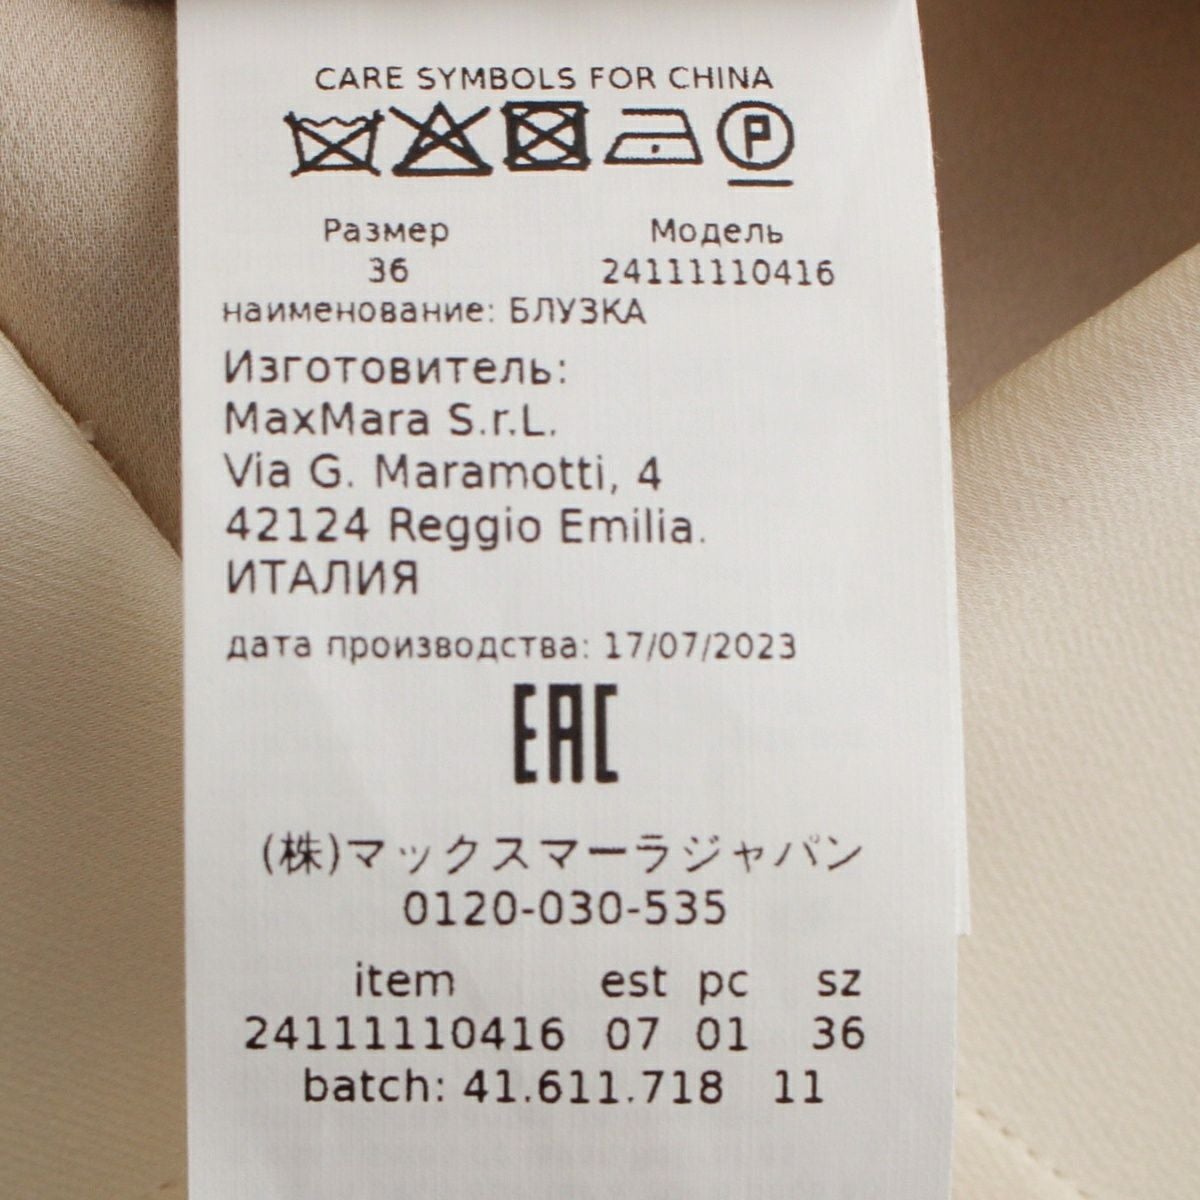 CARE SYMBOLS FOR CHINA
P
Размер Модель
36 24111110416
наименование: БЛУЗКА
Изготовитель:
MaxMara S.r.L.
Via G. Maramotti, 4
42124 Reggio Emilia.
ИТАЛИЯ
дата производства: 17/07/2023
EAC
(株)マックスマーラジャパン
0120-030-535
item est pc sz
24111110416 07 01 36
batch: 41.611.718 11